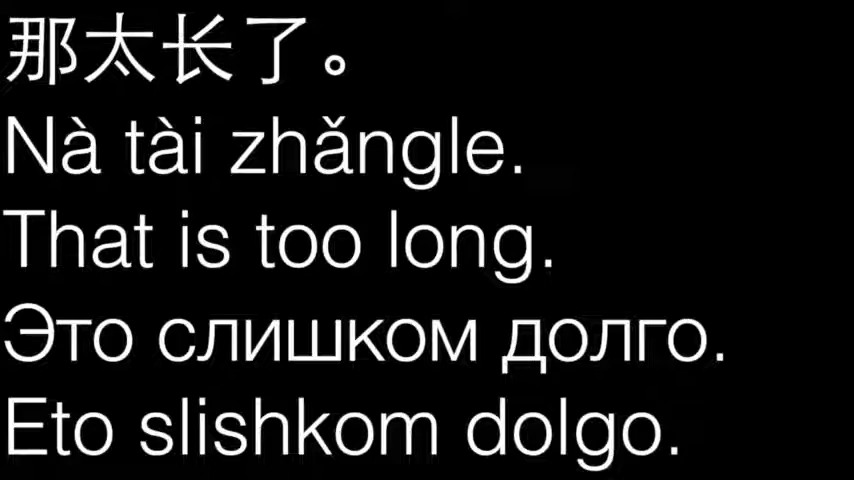 那太长了。
Nà tài zhǎngle.
That is too long.
Это слишком долго.
Eto slishkom dolgo.